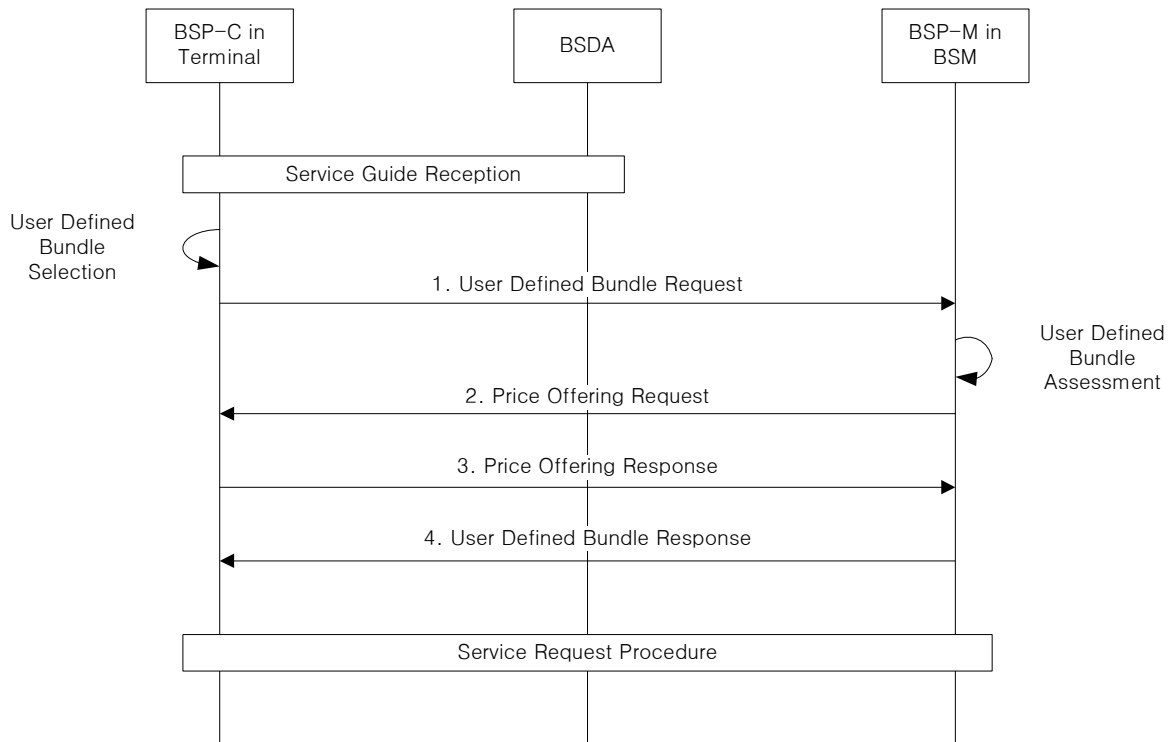 BSP-C in
Terminal
BSDA
BSP-M in
BSM
Service Guide Reception
User Defined
Bundle
Selection
1. User Defined Bundle Request
User Defined
Bundle
Assessment
2. Price Offering Request
3. Price Offering Response
4. User Defined Bundle Response
Service Request Procedure